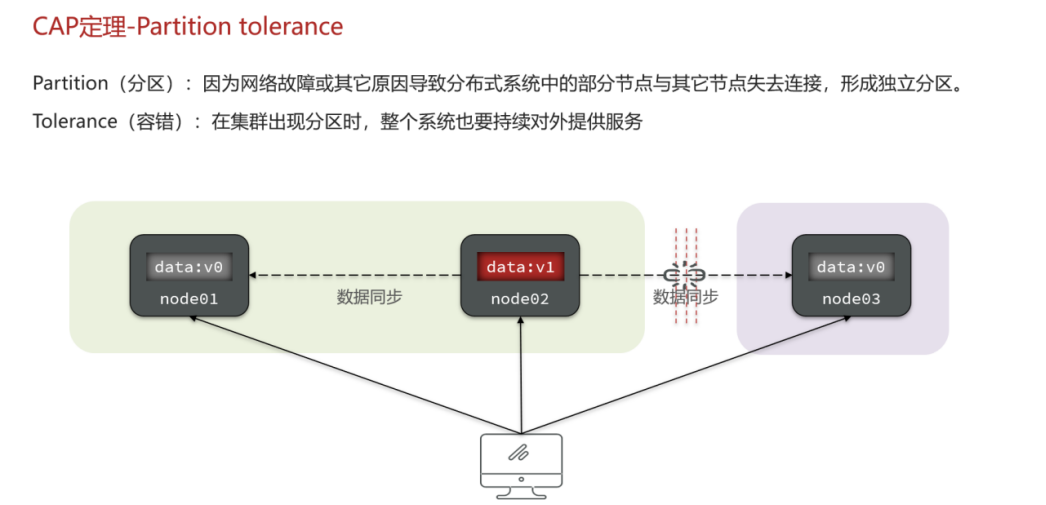 CAP定理-Partition tolerance
Partition（分区）：因为网络故障或其它原因导致分布式系统中的部分节点与其它节点失去连接，形成独立分区。
Tolerance（容错）：在集群出现分区时，整个系统也要持续对外提供服务
data:v0
node01
数据同步
data:v1
node02
数据同步
data:v0
node03